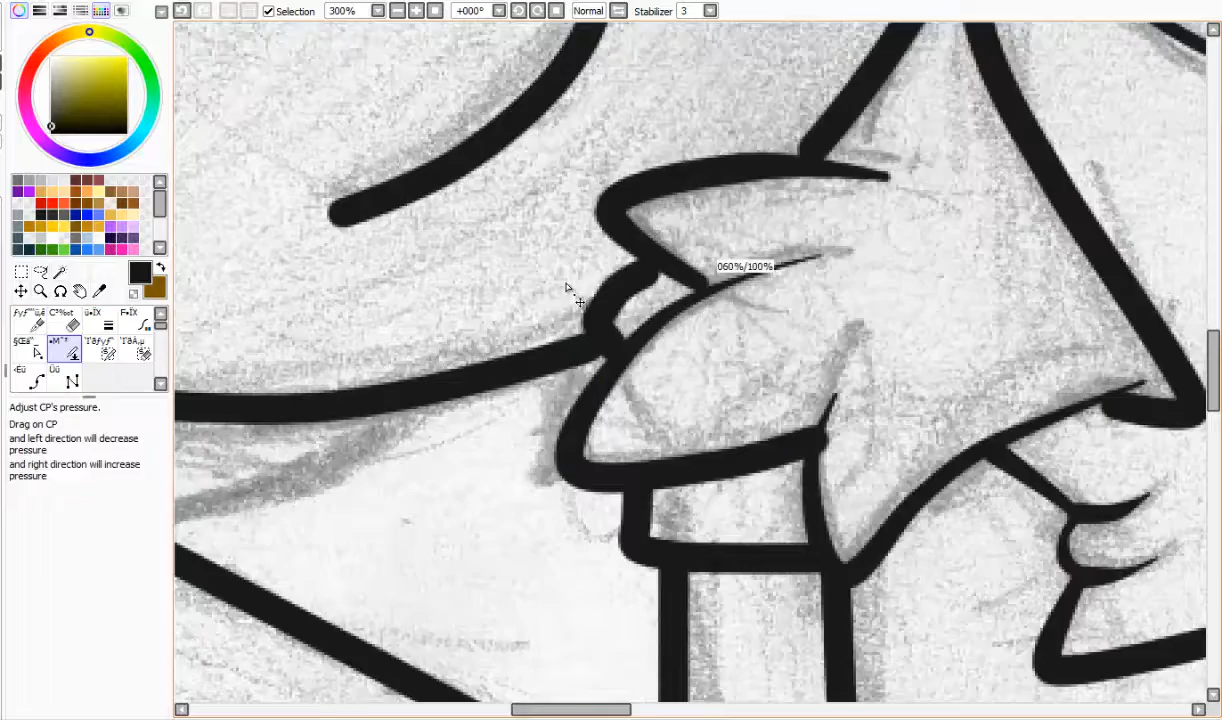 Selection 300% +000° Normal Stabilizer 3
060%/100%
Adjust CP's pressure.
Drag on CP
and left direction will decrease
pressure
and right direction will increase
pressure